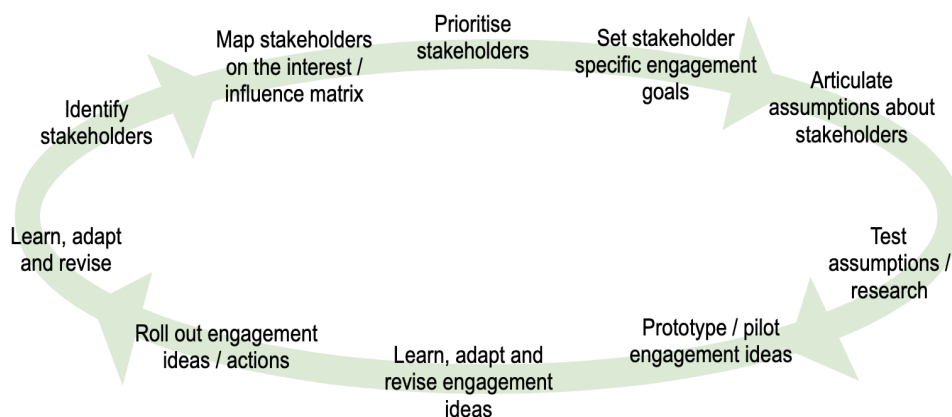 Identify
stakeholders
Map stakeholders
on the interest /
influence matrix
Prioritise
stakeholders
Set stakeholder
specific engagement
goals
Articulate
assumptions about
stakeholders
Test
assumptions /
research
Prototype / pilot
engagement ideas
Learn, adapt and
revise engagement
ideas
Roll out engagement
ideas / actions
Learn, adapt
and revise